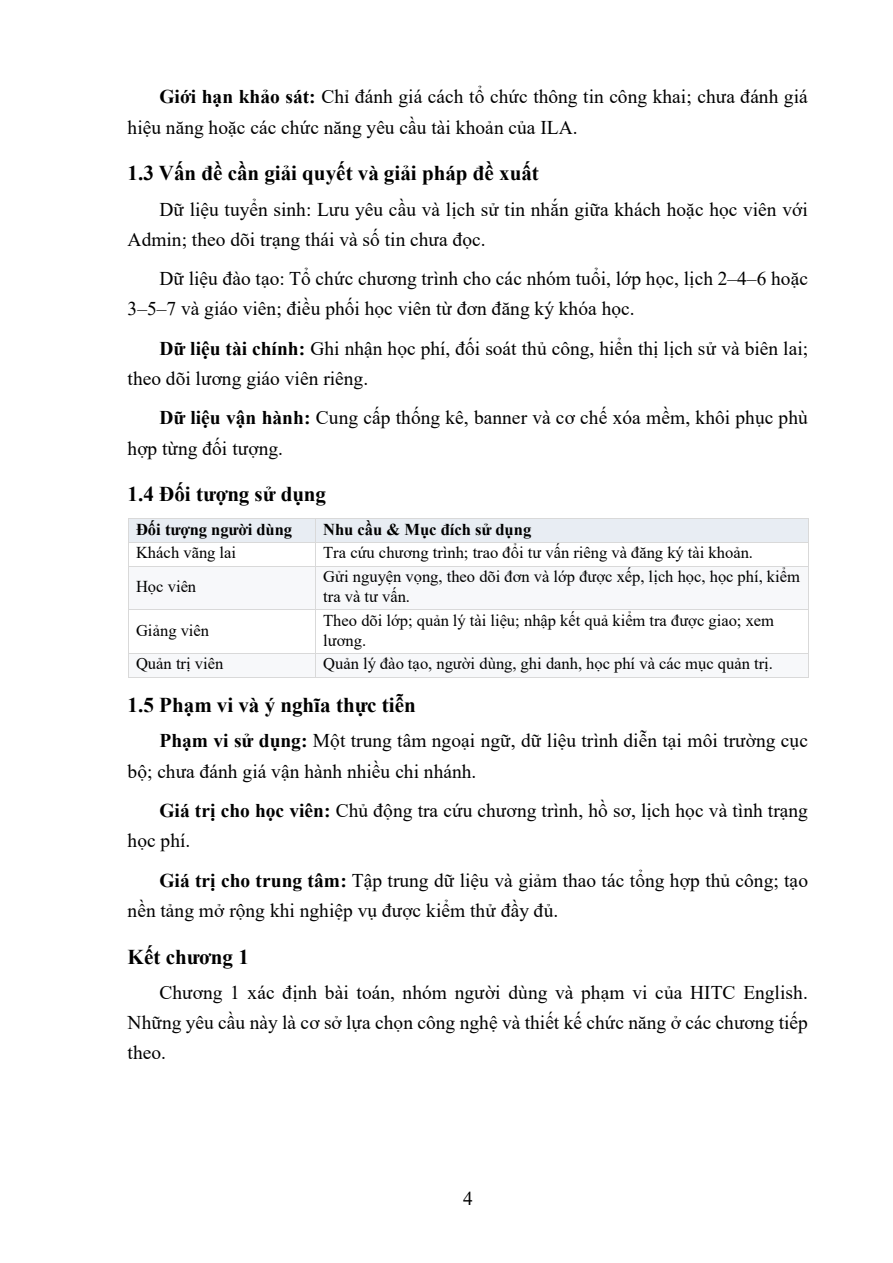 Giới hạn khảo sát: Chỉ đánh giá cách tổ chức thông tin công khai; chưa đánh giá
hiệu năng hoặc các chức năng yêu cầu tài khoản của ILA.
1.3 Vấn đề cần giải quyết và giải pháp đề xuất
Dữ liệu tuyển sinh: Lưu yêu cầu và lịch sử tin nhắn giữa khách hoặc học viên với
Admin; theo dõi trạng thái và số tin chưa đọc.
Dữ liệu đào tạo: Tổ chức chương trình cho các nhóm tuổi, lớp học, lịch 2–4–6 hoặc
3–5–7 và giáo viên; điều phối học viên từ đơn đăng ký khóa học.
Dữ liệu tài chính: Ghi nhận học phí, đối soát thủ công, hiển thị lịch sử và biên lai;
theo dõi lương giáo viên riêng.
Dữ liệu vận hành: Cung cấp thống kê, banner và cơ chế xóa mềm, khôi phục phù
hợp từng đối tượng.
1.4 Đối tượng sử dụng
Đối tượng người dùng Nhu cầu & Mục đích sử dụng
Khách vãng lai Tra cứu chương trình; trao đổi tư vấn riêng và đăng ký tài khoản.
Học viên Gửi nguyện vọng, theo dõi đơn và lớp được xếp, lịch học, học phí, kiểm
tra và tư vấn.
Giảng viên Theo dõi lớp; quản lý tài liệu; nhập kết quả kiểm tra được giao; xem
lương.
Quản trị viên Quản lý đào tạo, người dùng, ghi danh, học phí và các mục quản trị.
1.5 Phạm vi và ý nghĩa thực tiễn
Phạm vi sử dụng: Một trung tâm ngoại ngữ, dữ liệu trình diễn tại môi trường cục
bộ; chưa đánh giá vận hành nhiều chi nhánh.
Giá trị cho học viên: Chủ động tra cứu chương trình, hồ sơ, lịch học và tình trạng
học phí.
Giá trị cho trung tâm: Tập trung dữ liệu và giảm thao tác tổng hợp thủ công; tạo
nền tảng mở rộng khi nghiệp vụ được kiểm thử đầy đủ.
Kết chương 1
Chương 1 xác định bài toán, nhóm người dùng và phạm vi của HITC English.
Những yêu cầu này là cơ sở lựa chọn công nghệ và thiết kế chức năng ở các chương tiếp
theo.
4